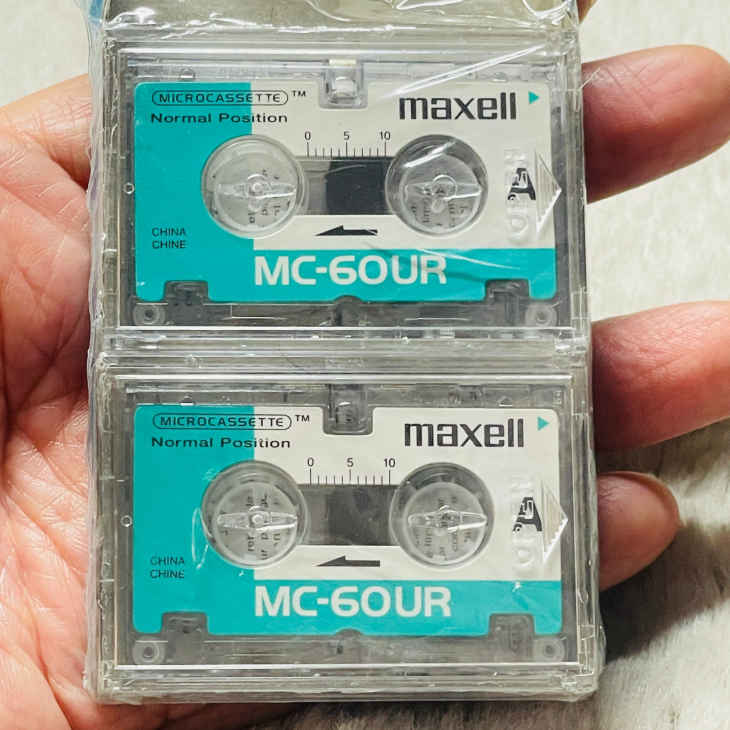 MICROCASSETTE™
Normal Position
maxell
0 5 10
A
CHINA
CHINE
MC-60UR
MICROCASSETTE™
Normal Position
maxell
0 5 10
A
CHINA
CHINE
MC-60UR